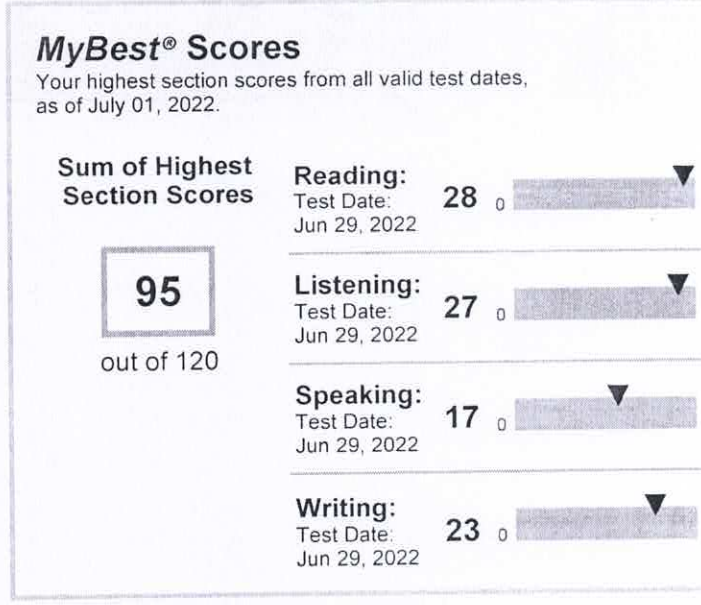 MyBest® Scores
Your highest section scores from all valid test dates,
as of July 01, 2022.
Sum of Highest
Section Scores
95
out of 120
Reading:
Test Date:
Jun 29, 2022
28
0
Listening:
Test Date:
Jun 29, 2022
27
0
Speaking:
Test Date:
Jun 29, 2022
17
0
Writing:
Test Date:
Jun 29, 2022
23
0